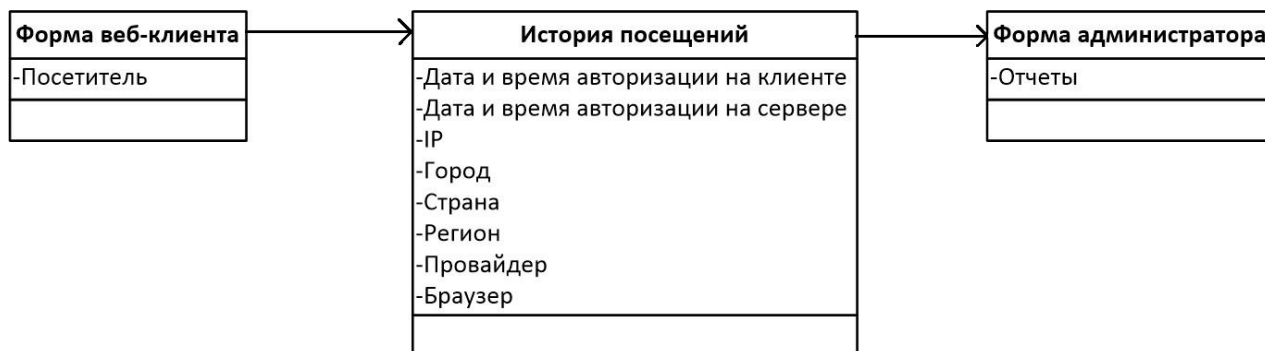 Форма веб-клиента
-Посетитель
История посещений
-Дата и время авторизации на клиенте
-Дата и время авторизации на сервере
-IP
-Город
-Страна
-Регион
-Провайдер
-Браузер
Форма администратора
-Отчеты